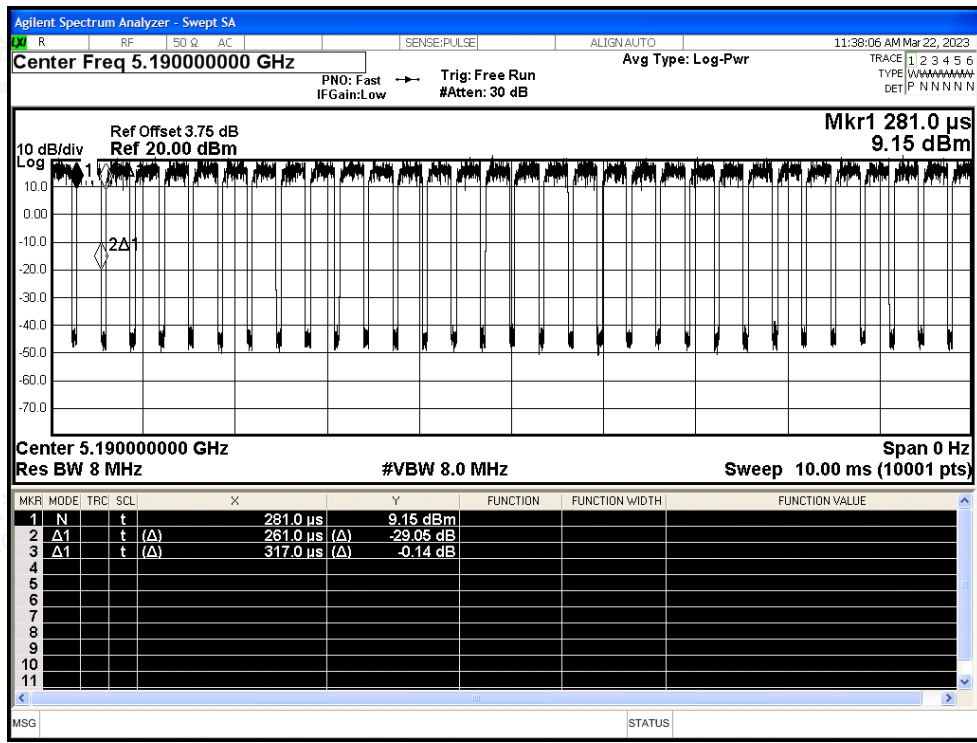 Agilent Spectrum Analyzer - Swept SA
LXI R RF 50 Ω AC SENSE:PULSE ALIGN AUTO 11:38:06 AM Mar 22, 2023
Center Freq 5.190000000 GHz Avg Type: Log-Pwr TRACE 1 2 3 4 5 6
PNO: Fast Trig: Free Run TYPE WWWWWW
IFGain:Low #Atten: 30 dB DET P N N N N N
Mkr1 281.0 µs
Ref Offset 3.75 dB
10 dB/div Ref 20.00 dBm 9.15 dBm
Log
1
10.0
0.00
-10.0 2Δ1
-20.0
-30.0
-40.0
-50.0
-60.0
-70.0
Center 5.190000000 GHz Span 0 Hz
Res BW 8 MHz #VBW 8.0 MHz Sweep 10.00 ms (10001 pts)
MKR MODE TRC SCL X Y FUNCTION FUNCTION WIDTH FUNCTION VALUE
1 N t 281.0 µs 9.15 dBm
2 Δ1 t (Δ) 261.0 µs (Δ) -29.05 dB
3 Δ1 t (Δ) 317.0 µs (Δ) -0.14 dB
4
5
6
7
8
9
10
11
MSG STATUS